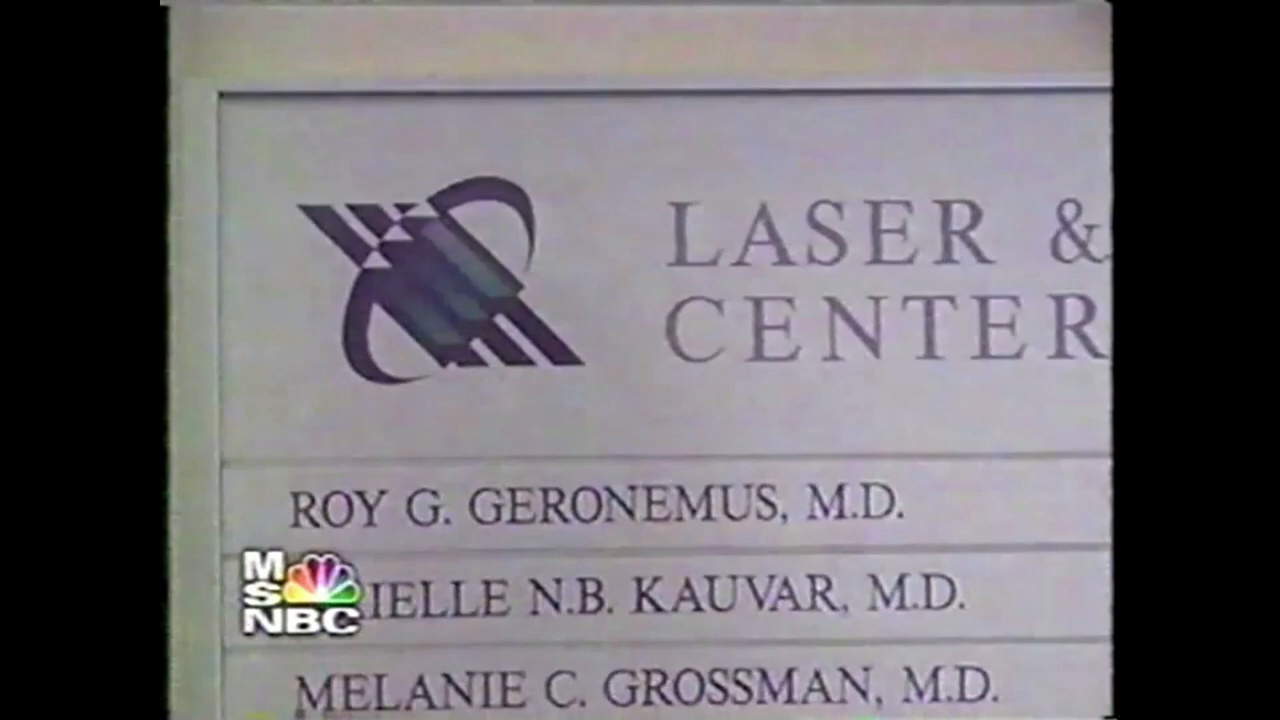 LASER &
CENTER
ROY G. GERONEMUS, M.D.
IELLE N.B. KAUVAR, M.D.
MELANIE C. GROSSMAN, M.D.
MSNBC